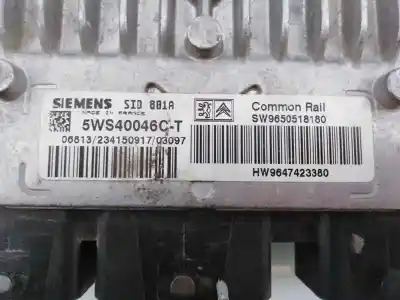 SIEMENS SID 801A
MADE IN FRANCE
5WS40046C-T
06813/234150917/03097
Common Rail
SW9650518180
HW9647423380